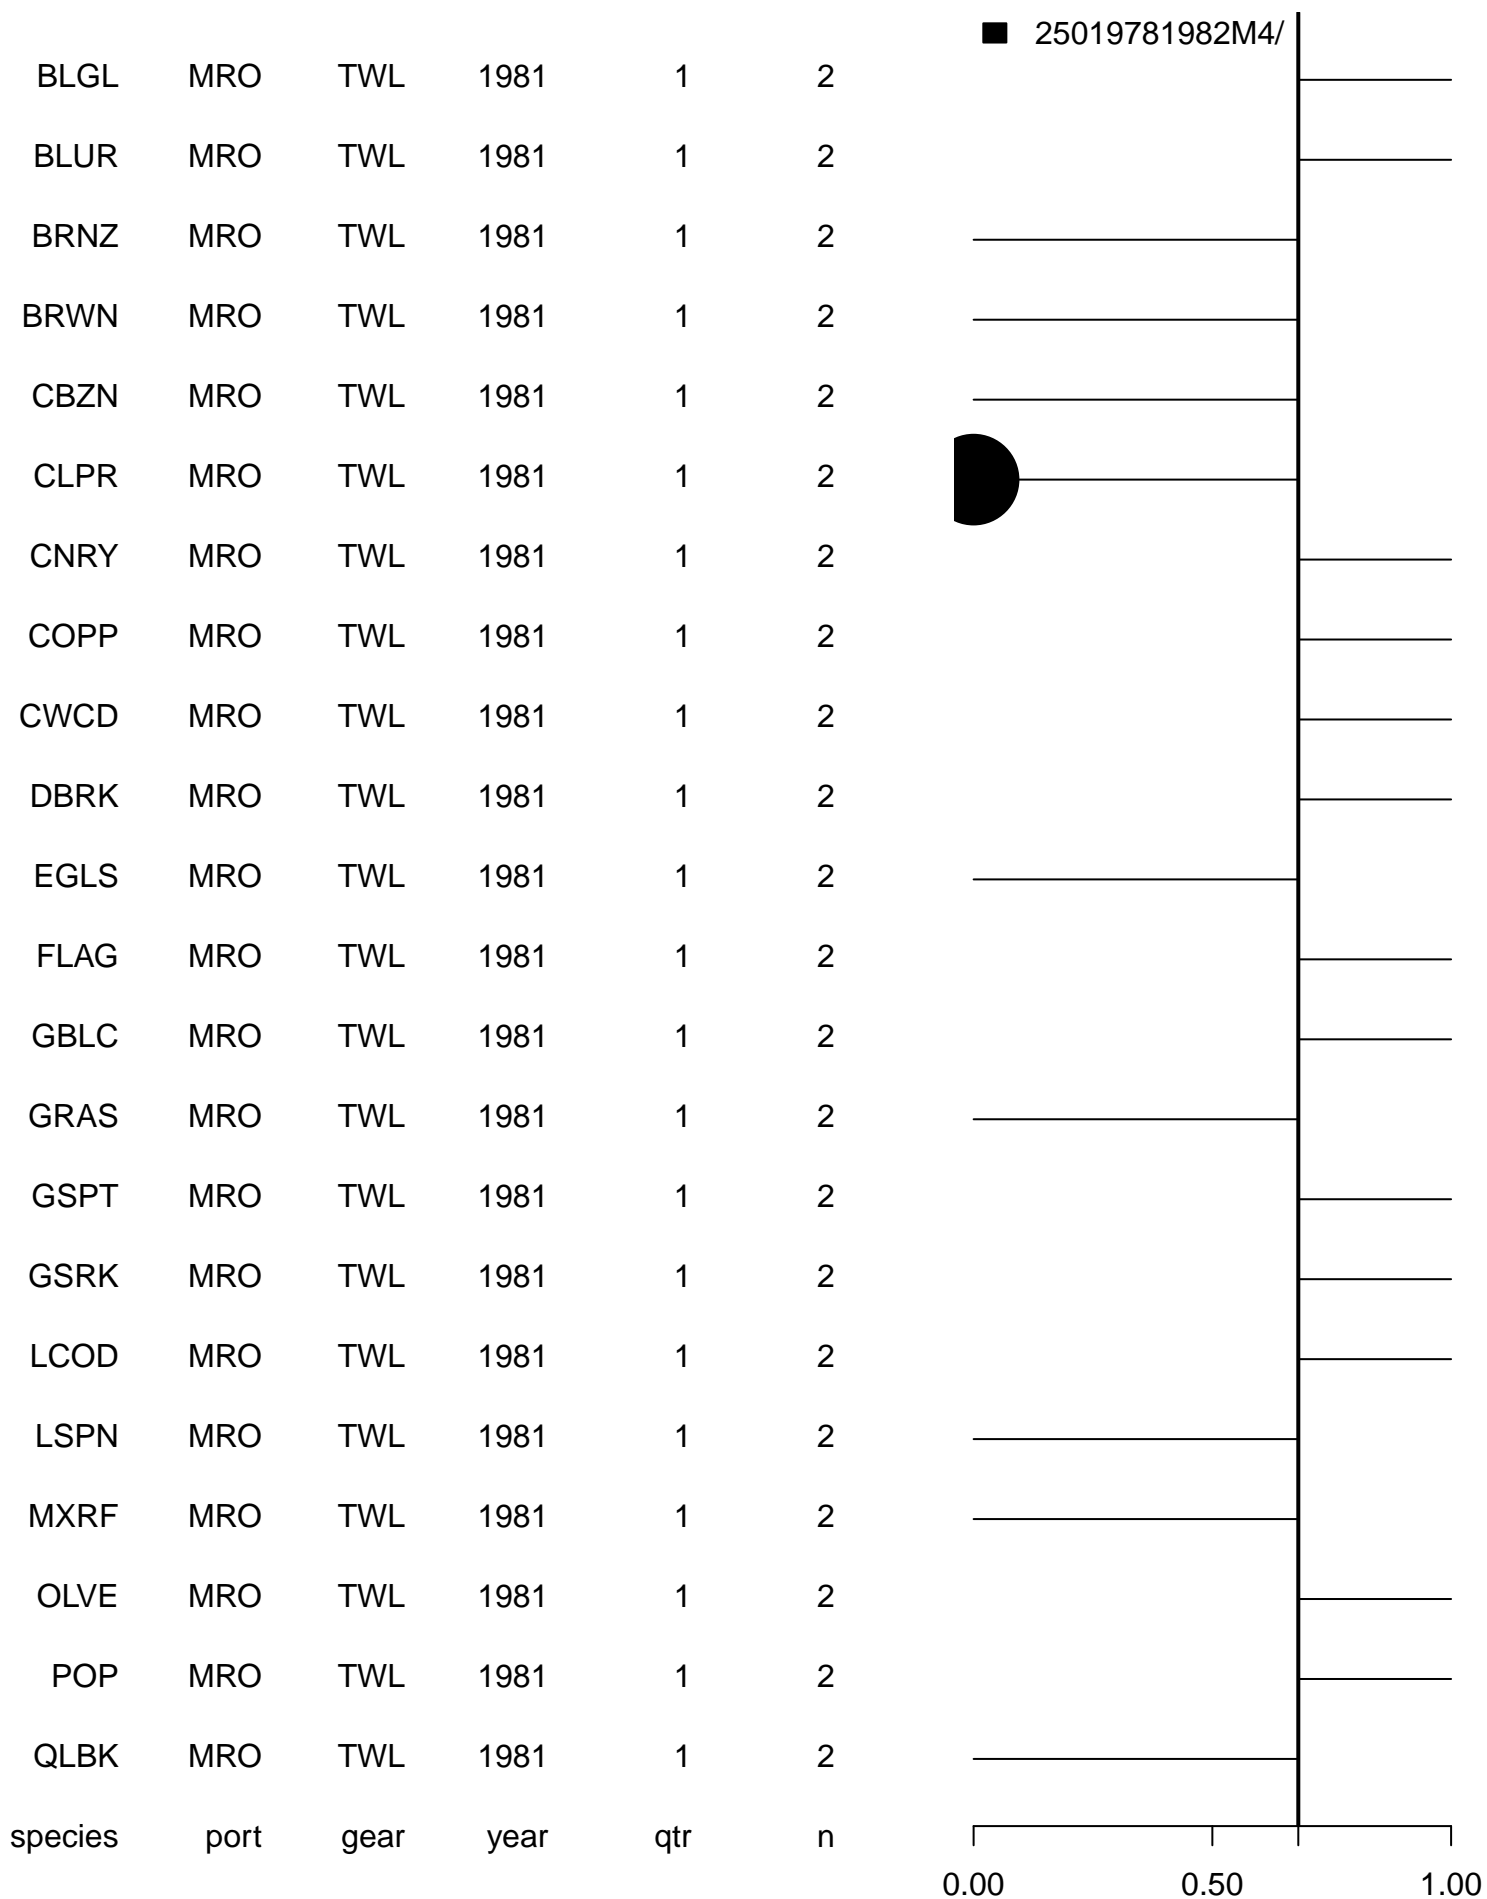 25019781982M4/
BLGL MRO TWL 1981 1 2
BLUR MRO TWL 1981 1 2
BRNZ MRO TWL 1981 1 2
BRWN MRO TWL 1981 1 2
CBZN MRO TWL 1981 1 2
CLPR MRO TWL 1981 1 2
CNRY MRO TWL 1981 1 2
COPP MRO TWL 1981 1 2
CWCD MRO TWL 1981 1 2
DBRK MRO TWL 1981 1 2
EGLS MRO TWL 1981 1 2
FLAG MRO TWL 1981 1 2
GBLC MRO TWL 1981 1 2
GRAS MRO TWL 1981 1 2
GSPT MRO TWL 1981 1 2
GSRK MRO TWL 1981 1 2
LCOD MRO TWL 1981 1 2
LSPN MRO TWL 1981 1 2
MXRF MRO TWL 1981 1 2
OLVE MRO TWL 1981 1 2
POP MRO TWL 1981 1 2
QLBK MRO TWL 1981 1 2
species port gear year qtr n
0.00 0.50 1.00